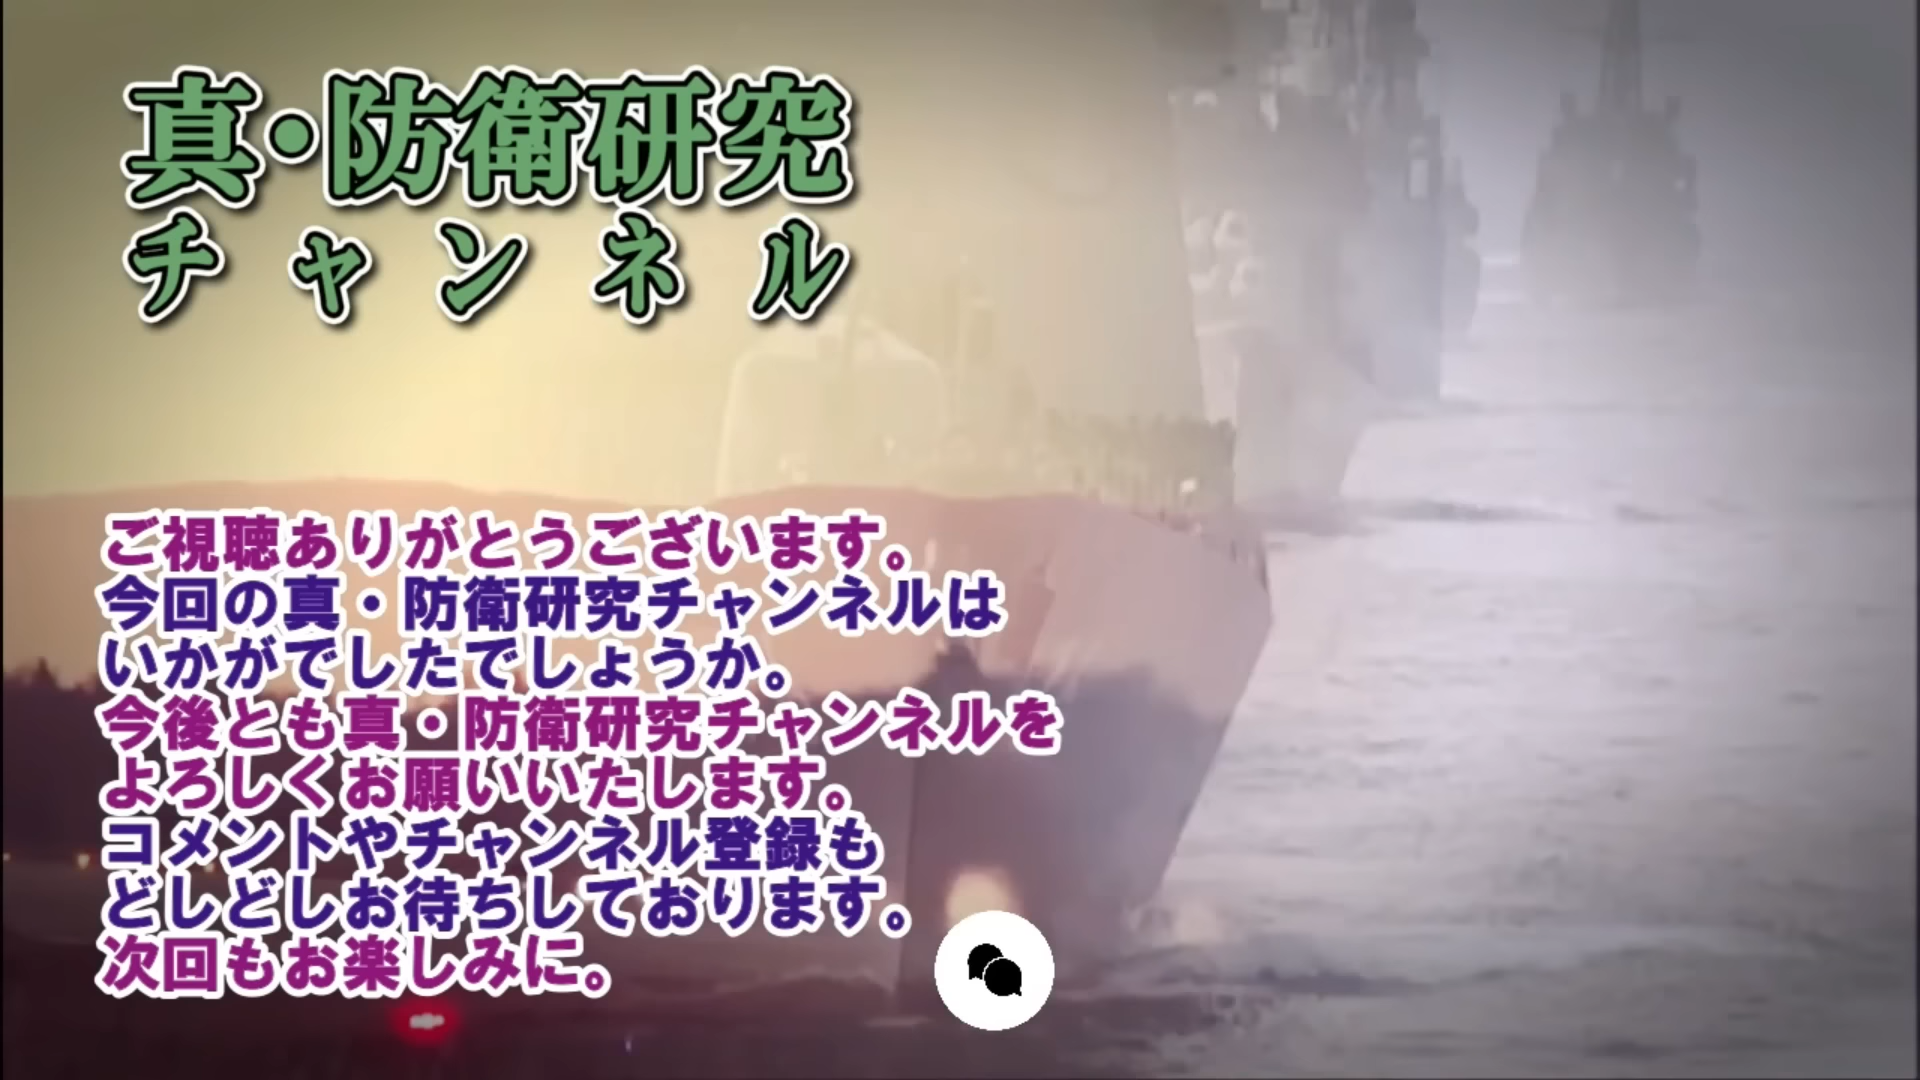 真・防衛研究
チャンネル
ご視聴ありがとうございます。
今回の真・防衛研究チャンネルは
いかがでしたでしょうか。
今後とも真・防衛研究チャンネルを
よろしくお願いいたします。
コメントやチャンネル登録も
どしどしお待ちしております。
次回もお楽しみに。